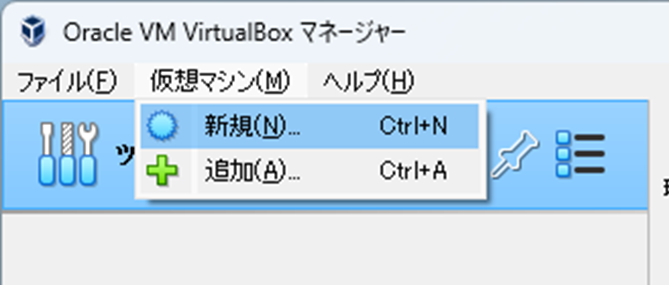 Oracle VM VirtualBox マネージャー
ファイル(F) 仮想マシン(M) ヘルプ(H)
新規(N)... Ctrl+N
ツ
追加(A)... Ctrl+A